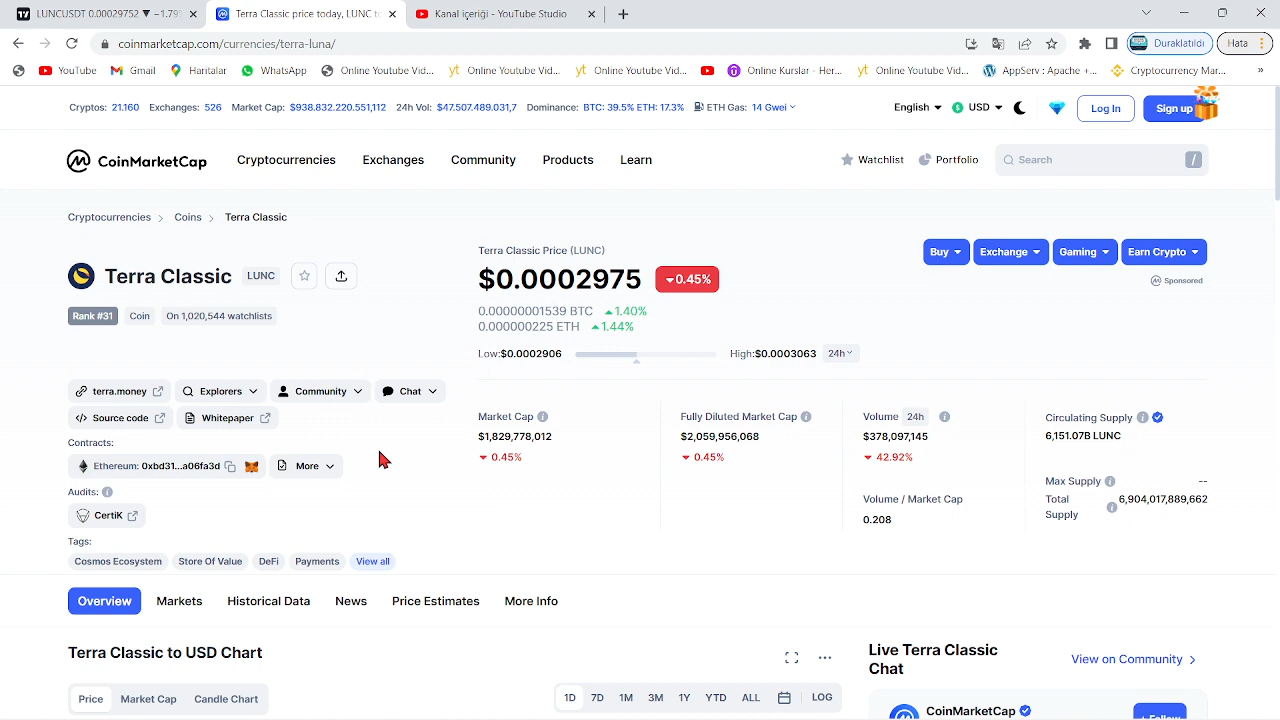 LUNCUSDT 0.00029752 ▼ −1.79%
Terra Classic price today, LUNC to
Kanal içeriği - YouTube Studio
coinmarketcap.com/currencies/terra-luna/
Duraklatıldı
Hata
YouTube
Gmail
Haritalar
WhatsApp
Online Youtube Vid...
Online Youtube Vid...
Online Youtube Vid...
Online Kurslar - Her...
Online Youtube Vid...
AppServ : Apache +...
Cryptocurrency Mar...
»
Cryptos: 21.160 Exchanges: 526 Market Cap: $938.832.220.551,112 24h Vol: $47.507.489.031,7 Dominance: BTC: 39.5% ETH: 17.3% ETH Gas: 14 Gwei
English
USD
Log In
Sign up
CoinMarketCap
Cryptocurrencies Exchanges Community Products Learn
Watchlist
Portfolio
Search
/
Cryptocurrencies > Coins > Terra Classic
Terra Classic LUNC
Rank #31
Coin
On 1,020,544 watchlists
Terra Classic Price (LUNC)
$0.0002975 0.45%
0.00000001539 BTC 1.40%
0.000000225 ETH 1.44%
Low:$0.0002906 High:$0.0003063 24h
Buy
Exchange
Gaming
Earn Crypto
Sponsored
terra.money
Explorers
Community
Chat
Source code
Whitepaper
Contracts:
Ethereum: 0xbd31...a06fa3d
More
Audits:
CertiK
Tags:
Cosmos Ecosystem
Store Of Value
DeFi
Payments
View all
Market Cap
$1,829,778,012
0.45%
Fully Diluted Market Cap
$2,059,956,068
0.45%
Volume 24h
$378,097,145
42.92%
Volume / Market Cap
0.208
Circulating Supply
6,151.07B LUNC
Max Supply --
Total
Supply
6,904,017,889,662
Overview Markets Historical Data News Price Estimates More Info
Terra Classic to USD Chart
Price Market Cap Candle Chart
1D 7D 1M 3M 1Y YTD ALL LOG
Live Terra Classic
Chat
View on Community >
CoinMarketCap
+ Follow